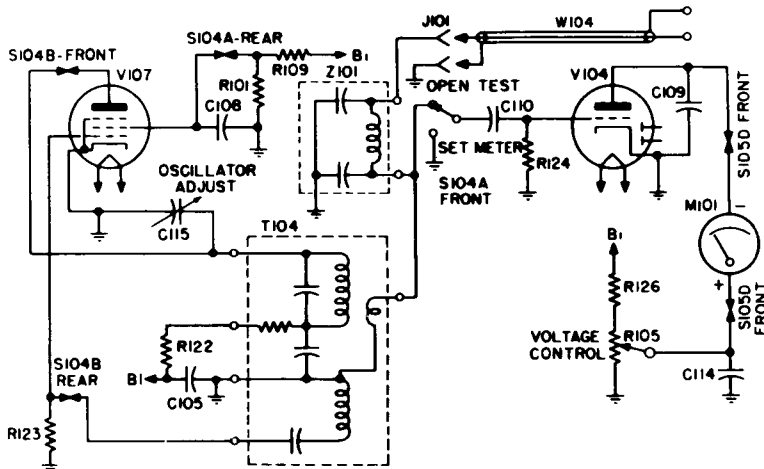 S104A-REAR
S104B-FRONT
V107
R109
B1
R101
C108
Z101
J101
W104
OPEN TEST
C110
SET METER
R124
S104A
FRONT
V104
C109
S105D FRONT
M101
-
+
S105D
FRONT
B1
R126
VOLTAGE
CONTROL
R105
C114
OSCILLATOR
ADJUST
C115
T104
R122
B1
C105
S104B
REAR
R123